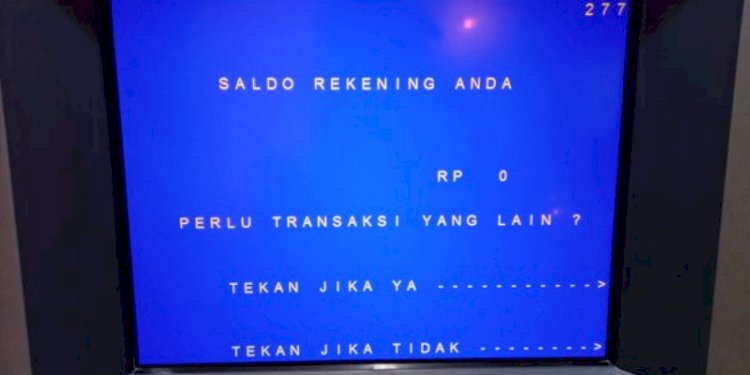 277
SALDO REKENING ANDA
RP 0
PERLU TRANSAKSI YANG LAIN ?
TEKAN JIKA YA ----------->
TEKAN JIKA TIDAK -------->